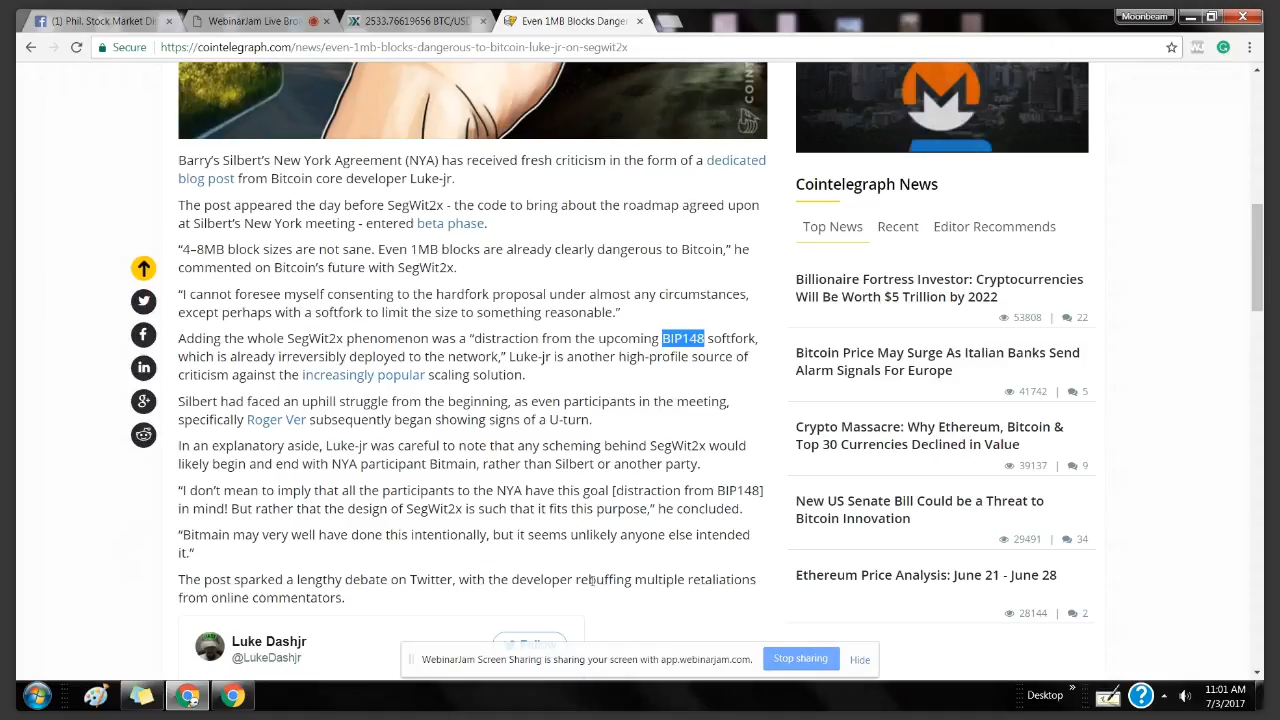 (1) Phil. Stock Market Dis
WebinarJam Live Bro
2533.76619656 BTC/USD
Even 1MB Blocks Danger
Moonbeam
Secure
https://cointelegraph.com/news/even-1mb-blocks-dangerous-to-bitcoin-luke-jr-on-segwit2x
COIN
Barry’s Silbert’s New York Agreement (NYA) has received fresh criticism in the form of a dedicated
blog post from Bitcoin core developer Luke-jr.
The post appeared the day before SegWit2x - the code to bring about the roadmap agreed upon
at Silbert’s New York meeting - entered beta phase.
“4–8MB block sizes are not sane. Even 1MB blocks are already clearly dangerous to Bitcoin,” he
commented on Bitcoin’s future with SegWit2x.
“I cannot foresee myself consenting to the hardfork proposal under almost any circumstances,
except perhaps with a softfork to limit the size to something reasonable.”
Adding the whole SegWit2x phenomenon was a “distraction from the upcoming BIP148 softfork,
which is already irreversibly deployed to the network,” Luke-jr is another high-profile source of
criticism against the increasingly popular scaling solution.
Silbert had faced an uphill struggle from the beginning, as even participants in the meeting,
specifically Roger Ver subsequently began showing signs of a U-turn.
In an explanatory aside, Luke-jr was careful to note that any scheming behind SegWit2x would
likely begin and end with NYA participant Bitmain, rather than Silbert or another party.
“I don’t mean to imply that all the participants to the NYA have this goal [distraction from BIP148]
in mind! But rather that the design of SegWit2x is such that it fits this purpose,” he concluded.
“Bitmain may very well have done this intentionally, but it seems unlikely anyone else intended
it.“
The post sparked a lengthy debate on Twitter, with the developer rebuffing multiple retaliations
from online commentators.
Luke Dashjr
@LukeDashjr
Follow
Cointelegraph News
Top News
Recent
Editor Recommends
Billionaire Fortress Investor: Cryptocurrencies
Will Be Worth $5 Trillion by 2022
53808 | 22
Bitcoin Price May Surge As Italian Banks Send
Alarm Signals For Europe
41742 | 5
Crypto Massacre: Why Ethereum, Bitcoin &
Top 30 Currencies Declined in Value
39137 | 9
New US Senate Bill Could be a Threat to
Bitcoin Innovation
29491 | 34
Ethereum Price Analysis: June 21 - June 28
28144 | 2
WebinarJam Screen Sharing is sharing your screen with app.webinarjam.com.
Stop sharing
Hide
Desktop
11:01 AM
7/3/2017